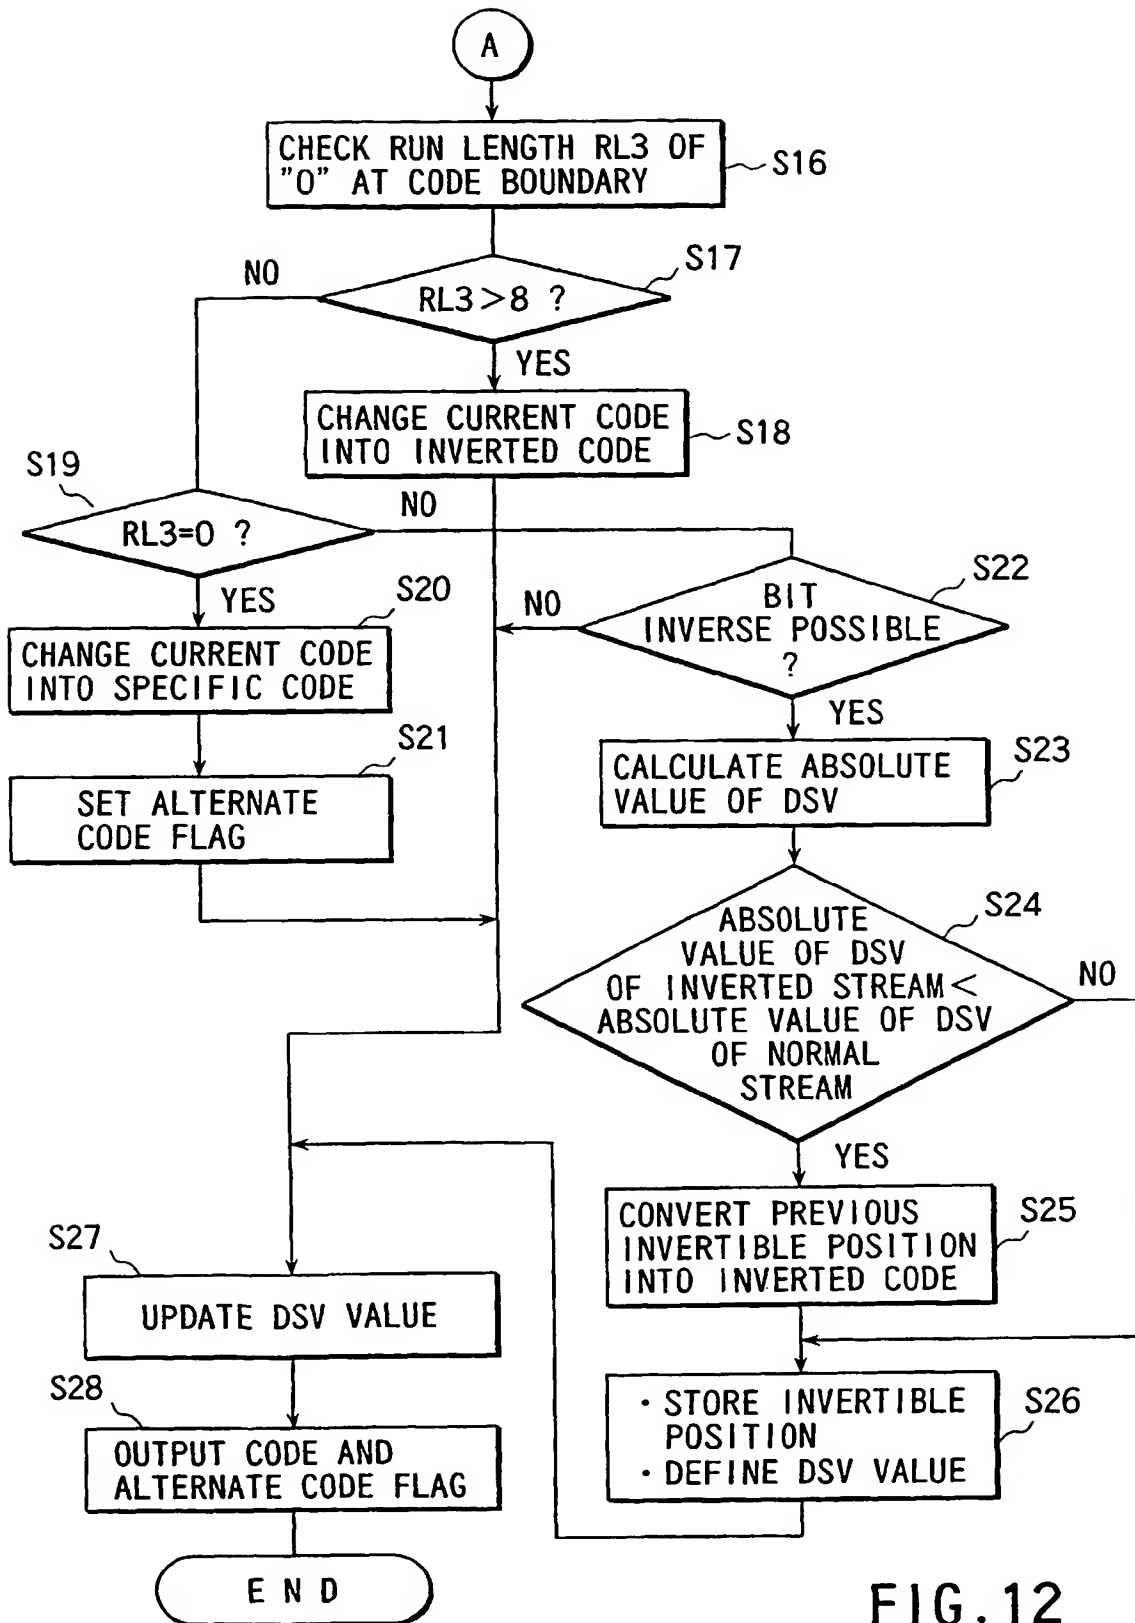 A
CHECK RUN LENGTH RL3 OF
"0" AT CODE BOUNDARY
S16
S17
NO
RL3>8 ?
YES
CHANGE CURRENT CODE
INTO INVERTED CODE
S18
S19
NO
RL3=0 ?
YES
S20
CHANGE CURRENT CODE
INTO SPECIFIC CODE
S21
SET ALTERNATE
CODE FLAG
S22
NO
BIT
INVERSE POSSIBLE
?
YES
S23
CALCULATE ABSOLUTE
VALUE OF DSV
S24
ABSOLUTE
VALUE OF DSV
OF INVERTED STREAM<
ABSOLUTE VALUE OF DSV
OF NORMAL
STREAM
NO
YES
CONVERT PREVIOUS
INVERTIBLE POSITION
INTO INVERTED CODE
S25
S27
UPDATE DSV VALUE
S28
OUTPUT CODE AND
ALTERNATE CODE FLAG
• STORE INVERTIBLE
POSITION
• DEFINE DSV VALUE
S26
END
FIG.12